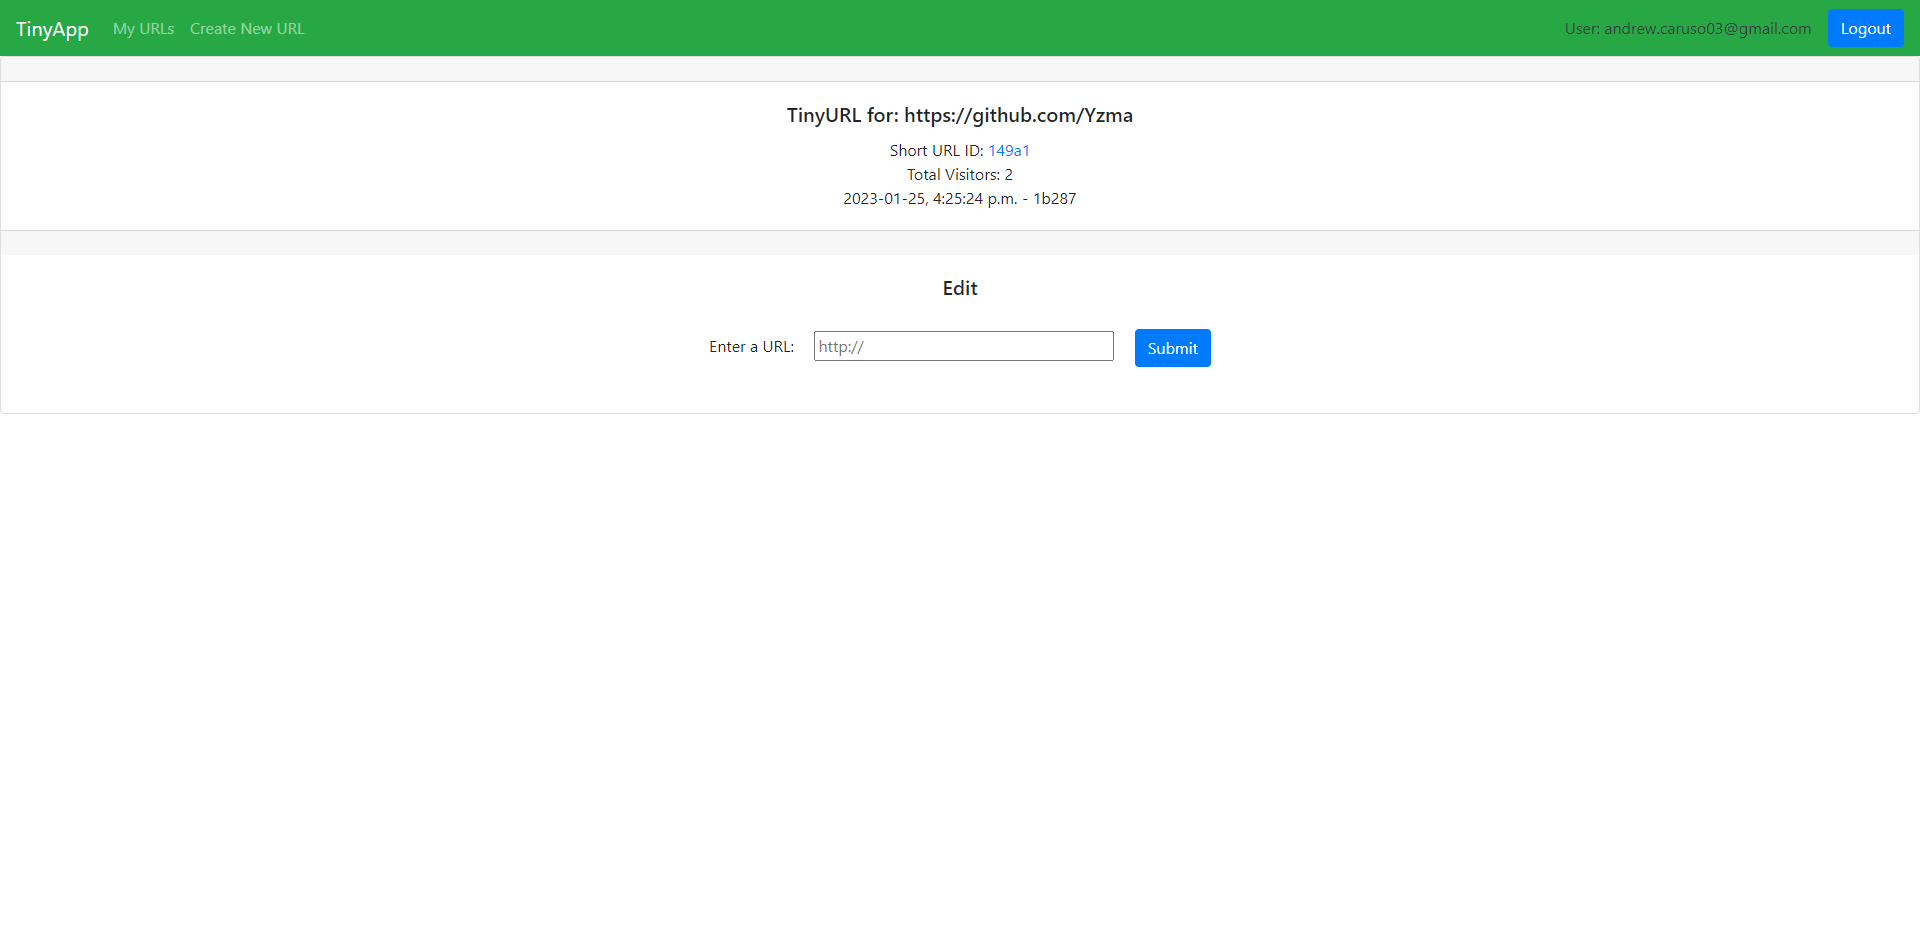 TinyApp My URLs Create New URL User: andrew.caruso03@gmail.com Logout
TinyURL for: https://github.com/Yzma
Short URL ID: 149a1
Total Visitors: 2
2023-01-25, 4:25:24 p.m. - 1b287
Edit
Enter a URL: http:// Submit